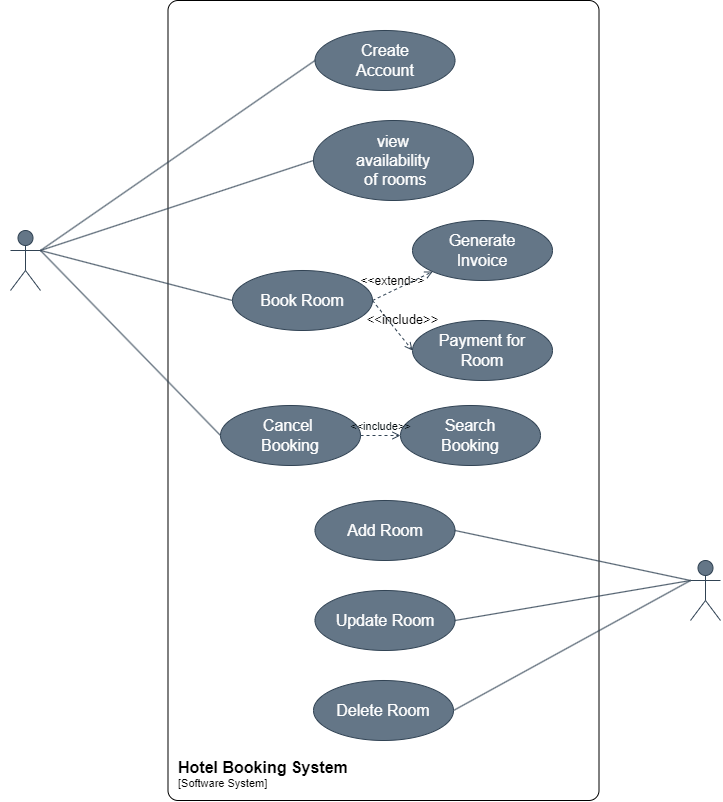 Create
Account
view
availability
of rooms
Generate
Invoice
<<extend>>
Book Room
<<include>>
Payment for
Room
Cancel
Booking
<<include>>
Search
Booking
Add Room
Update Room
Delete Room
Hotel Booking System
[Software System]